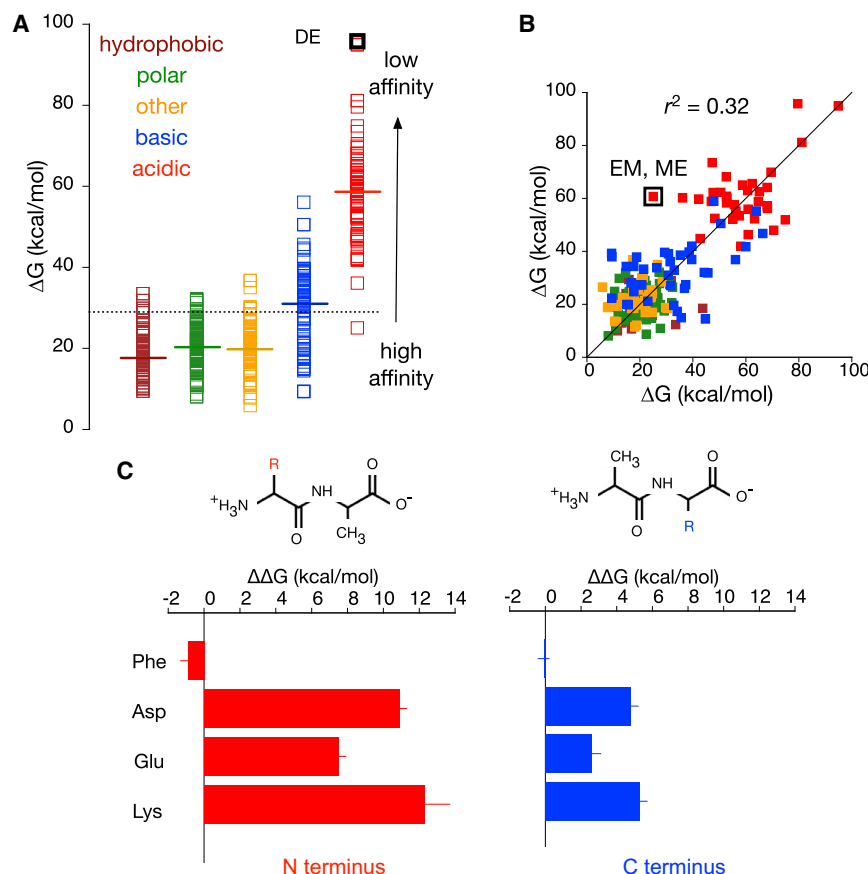 A
100
80
60
40
20
0
ΔG (kcal/mol)
hydrophobic
polar
other
basic
acidic
DE
low
affinity
high
affinity
B
100
80
60
40
20
0
ΔG (kcal/mol)
r² = 0.32
EM, ME
0 20 40 60 80 100
ΔG (kcal/mol)
C
R
⁺H₃N
O
NH
CH₃
O
O⁻
CH₃
⁺H₃N
O
NH
R
O
O⁻
ΔΔG (kcal/mol)
-2 0 2 4 6 8 10 12 14
Phe
Asp
Glu
Lys
N terminus
ΔΔG (kcal/mol)
-2 0 2 4 6 8 10 12 14
C terminus